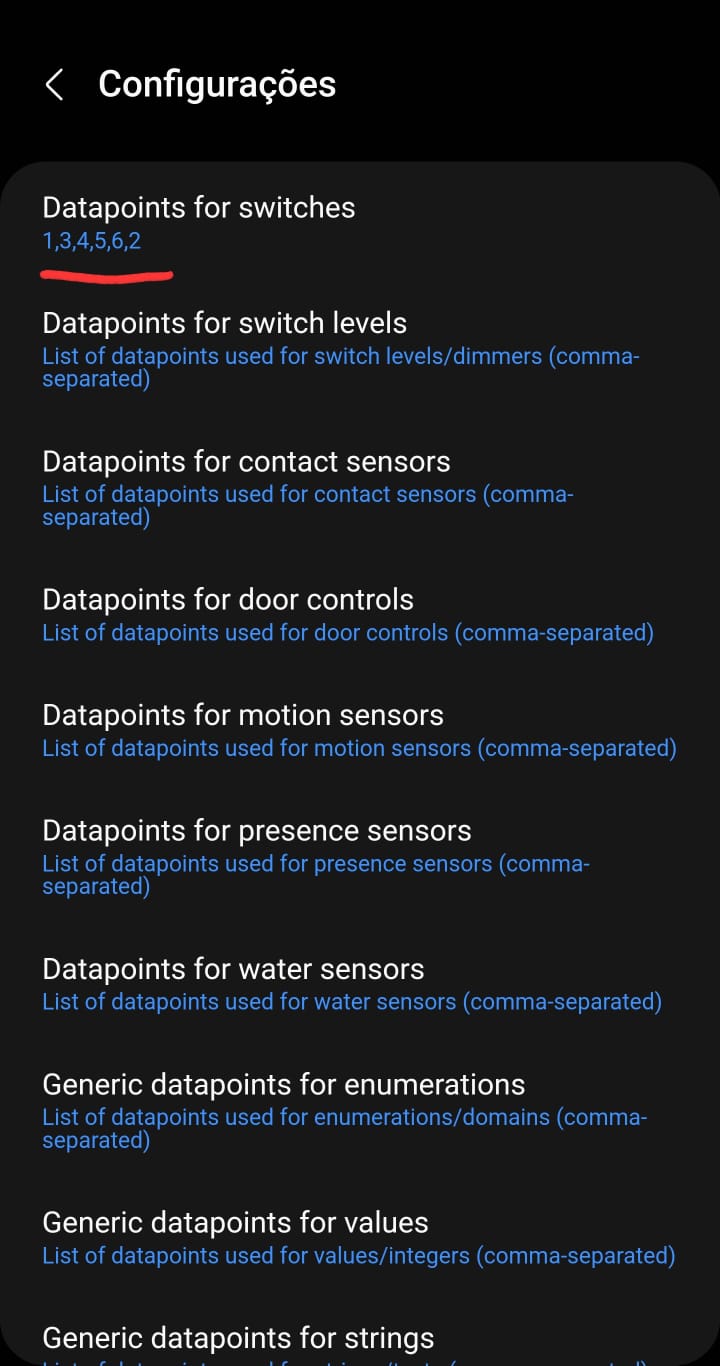 Configurações
Datapoints for switches
1,3,4,5,6,2
Datapoints for switch levels
List of datapoints used for switch levels/dimmers (comma-
separated)
Datapoints for contact sensors
List of datapoints used for contact sensors (comma-
separated)
Datapoints for door controls
List of datapoints used for door controls (comma-separated)
Datapoints for motion sensors
List of datapoints used for motion sensors (comma-separated)
Datapoints for presence sensors
List of datapoints used for presence sensors (comma-
separated)
Datapoints for water sensors
List of datapoints used for water sensors (comma-separated)
Generic datapoints for enumerations
List of datapoints used for enumerations/domains (comma-
separated)
Generic datapoints for values
List of datapoints used for values/integers (comma-separated)
Generic datapoints for strings